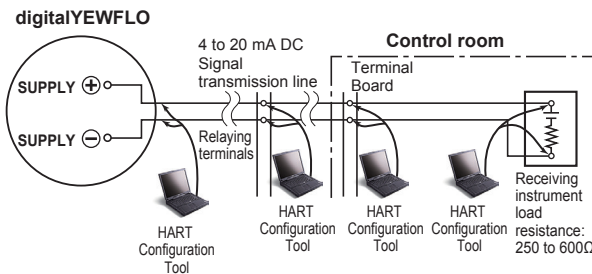 digitalYEWFLO
SUPPLY
SUPPLY
4 to 20 mA DC
Signal
transmission line
Relaying
terminals
Control room
Terminal
Board
HART
Configuration
Tool
HART
Configuration
Tool
HART
Configuration
Tool
HART
Configuration
Tool
Receiving
instrument
load
resistance:
250 to 600Ω